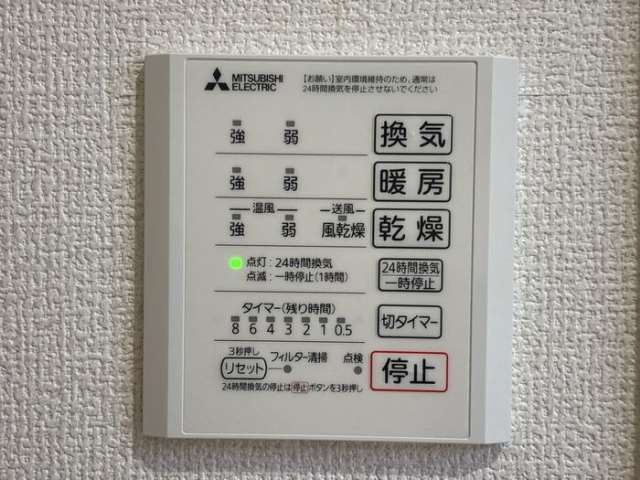 MITSUBISHI
ELECTRIC
【お願い】室内環境維持のため、通常は
24時間換気を停止させないでください
強 弱 換気
強 弱 暖房
温風 送風
強 弱 風乾燥 乾燥
点灯：24時間換気
点滅：一時停止(1時間)
24時間換気
一時停止
タイマー(残り時間)
8 6 4 3 2 1 0.5
切タイマー
3秒押し
リセット フィルター清掃 点検
停止
24時間換気の停止は停止ボタンを3秒押し